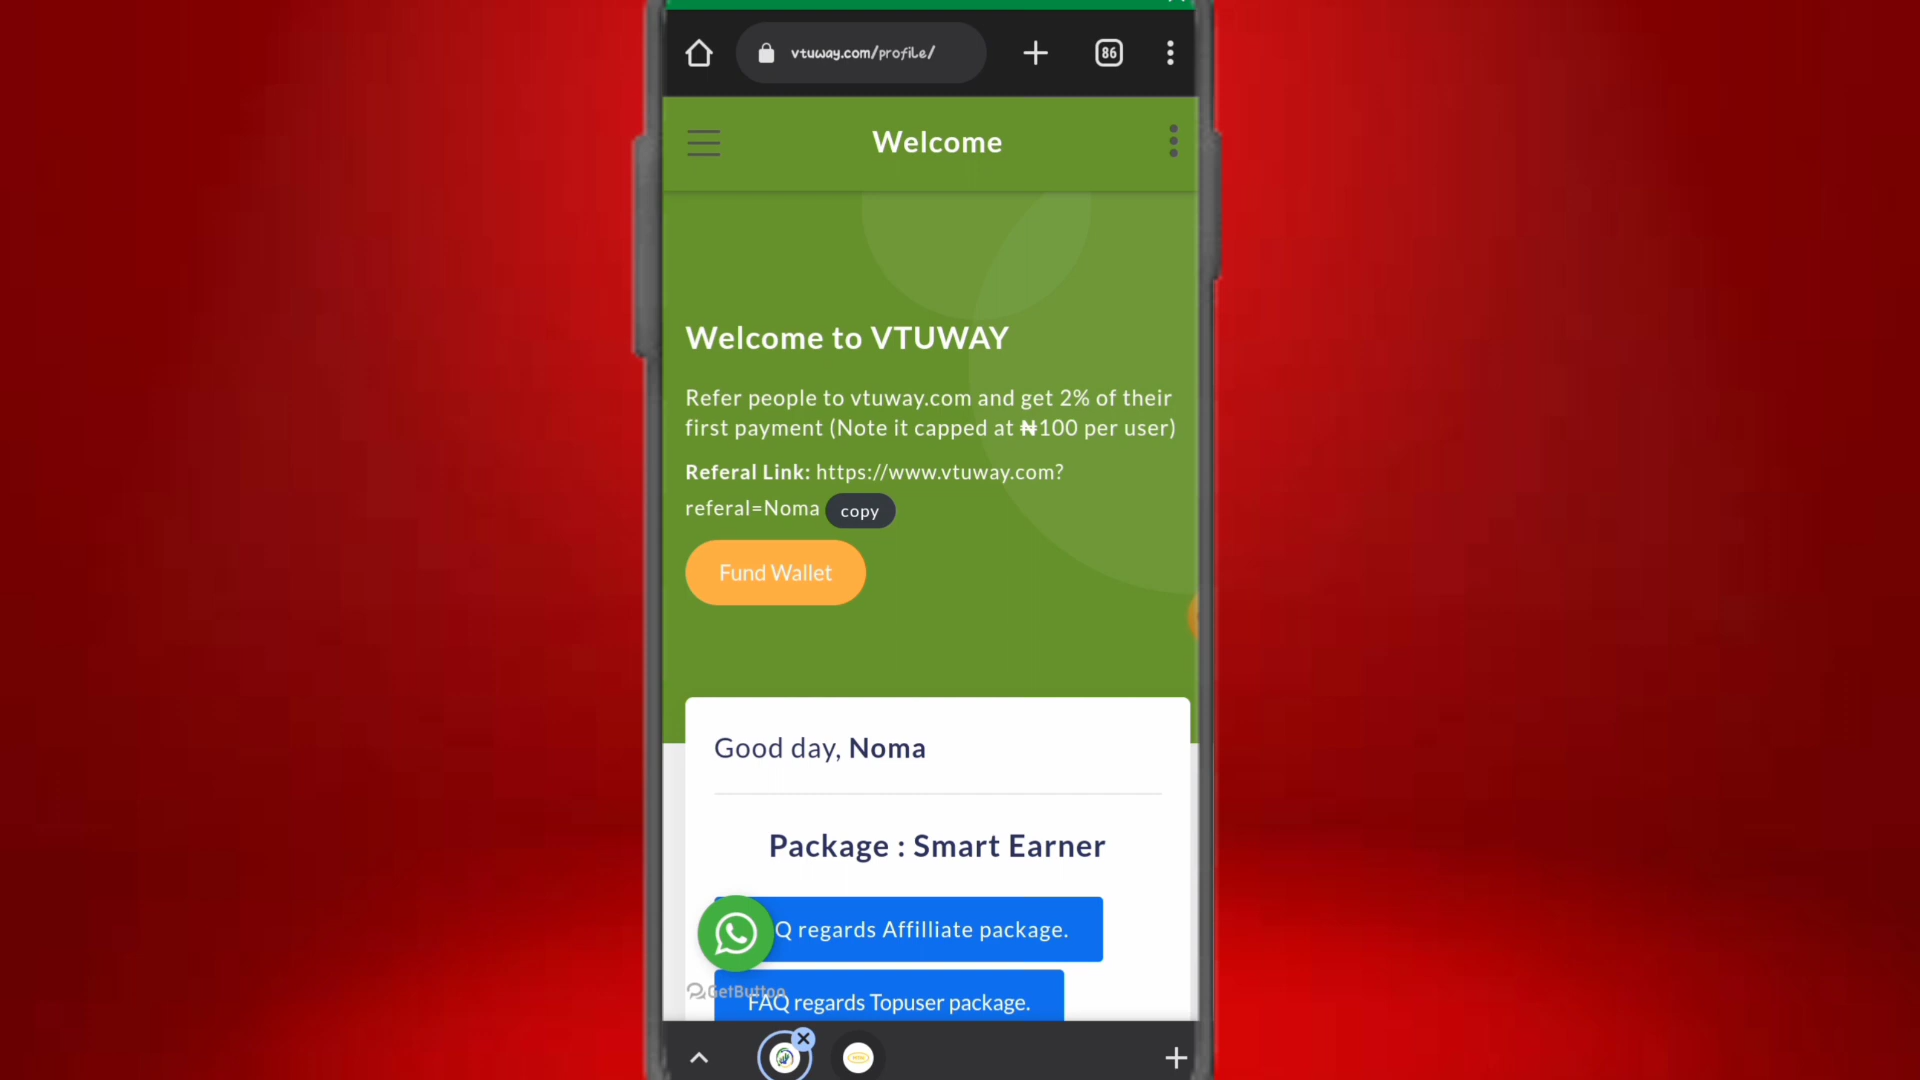 vtuway.com/profile/
86
Welcome
Welcome to VTUWAY
Refer people to vtuway.com and get 2% of their
first payment (Note it capped at ₦100 per user)
Referal Link: https://www.vtuway.com?
referal=Noma copy
Fund Wallet
Good day, Noma
Package : Smart Earner
Q regards Affilliate package.
GetButton
FAQ regards Topuser package.